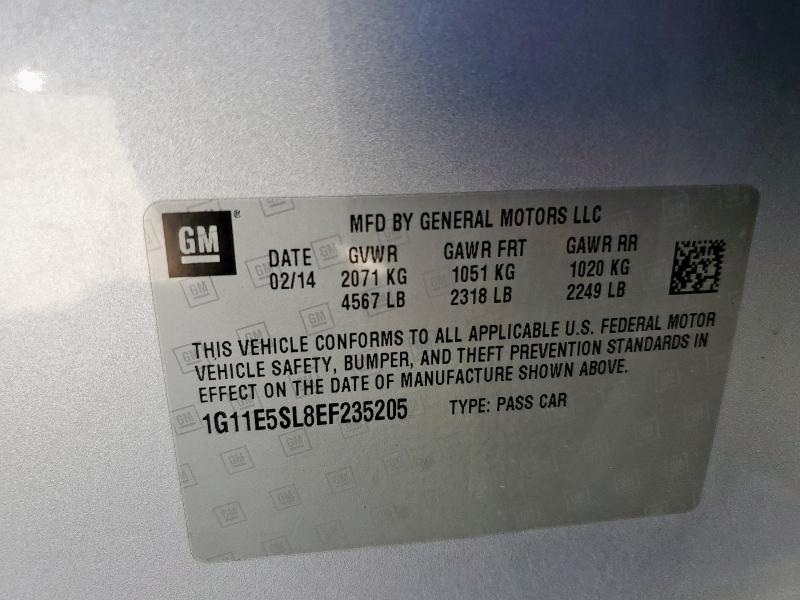 GM®
MFD BY GENERAL MOTORS LLC
DATE GVWR GAWR FRT GAWR RR
02/14 2071 KG 1051 KG 1020 KG
4567 LB 2318 LB 2249 LB
THIS VEHICLE CONFORMS TO ALL APPLICABLE U.S. FEDERAL MOTOR
VEHICLE SAFETY, BUMPER, AND THEFT PREVENTION STANDARDS IN
EFFECT ON THE DATE OF MANUFACTURE SHOWN ABOVE.
1G11E5SL8EF235205 TYPE: PASS CAR